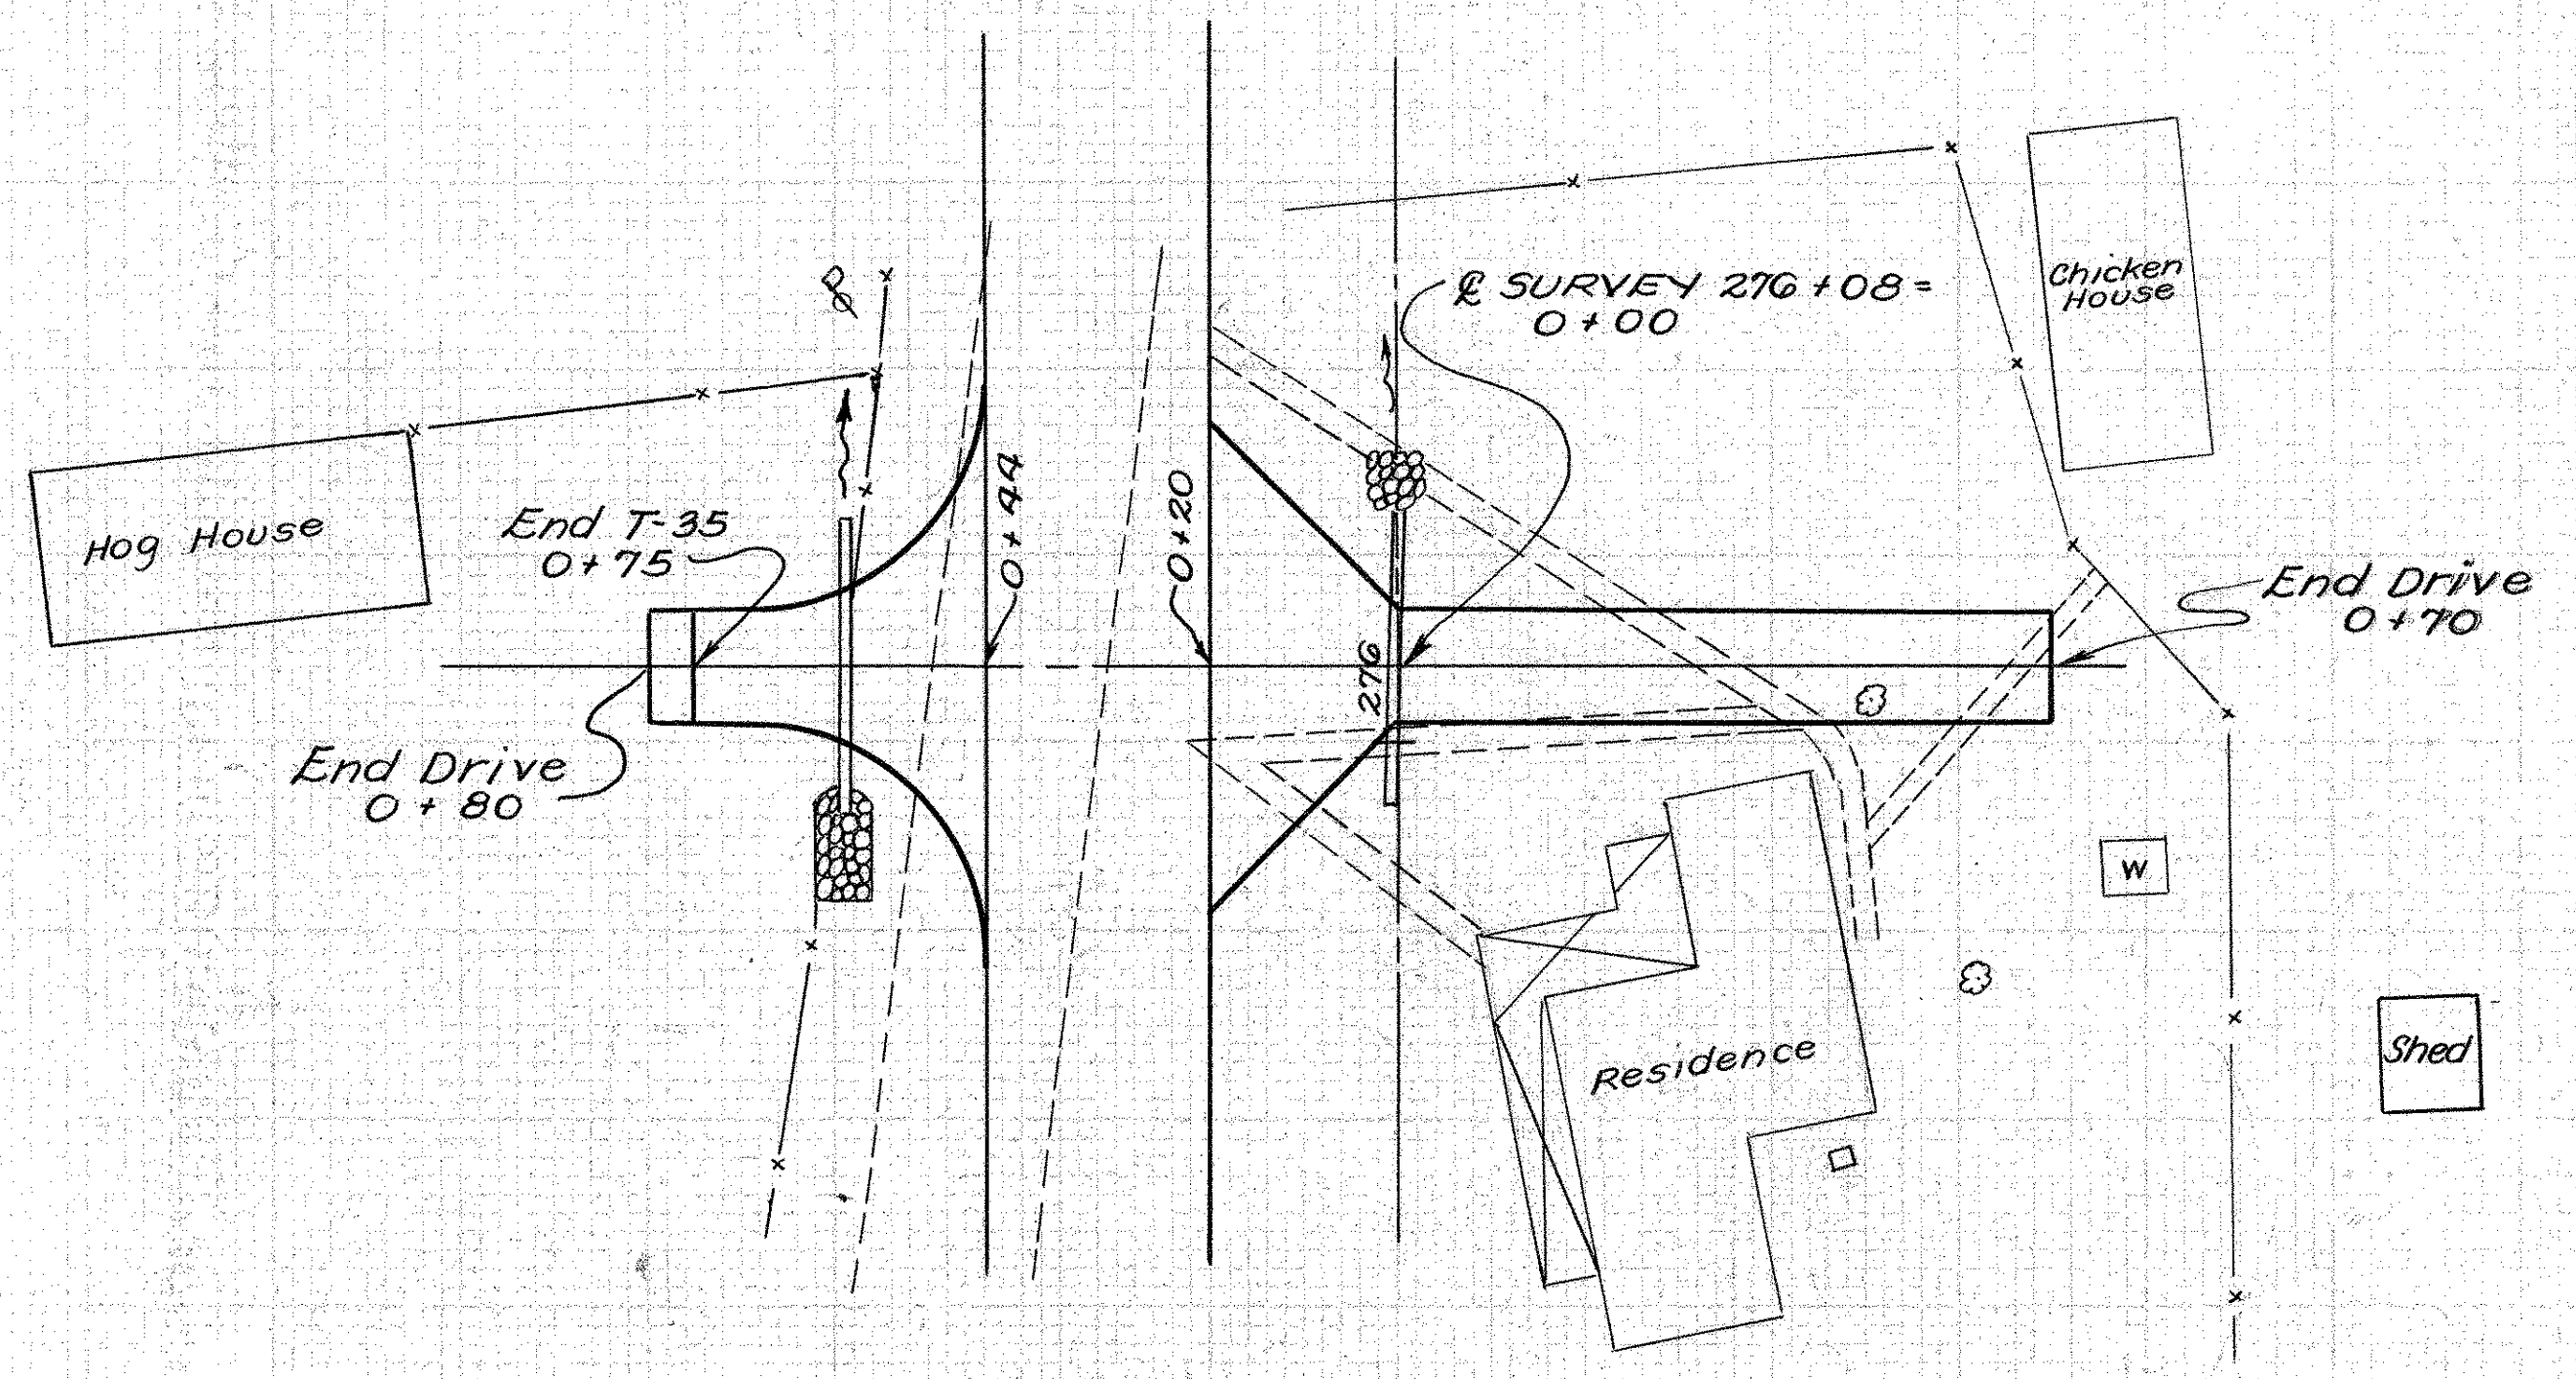 ℄ SURVEY 276 + 08 =
0 + 00
Chicken
House
Hog House
End T-35
0 + 75
0 + 44
0 + 20
End Drive
0 + 70
276
End Drive
0 + 80
W
Residence
Shed